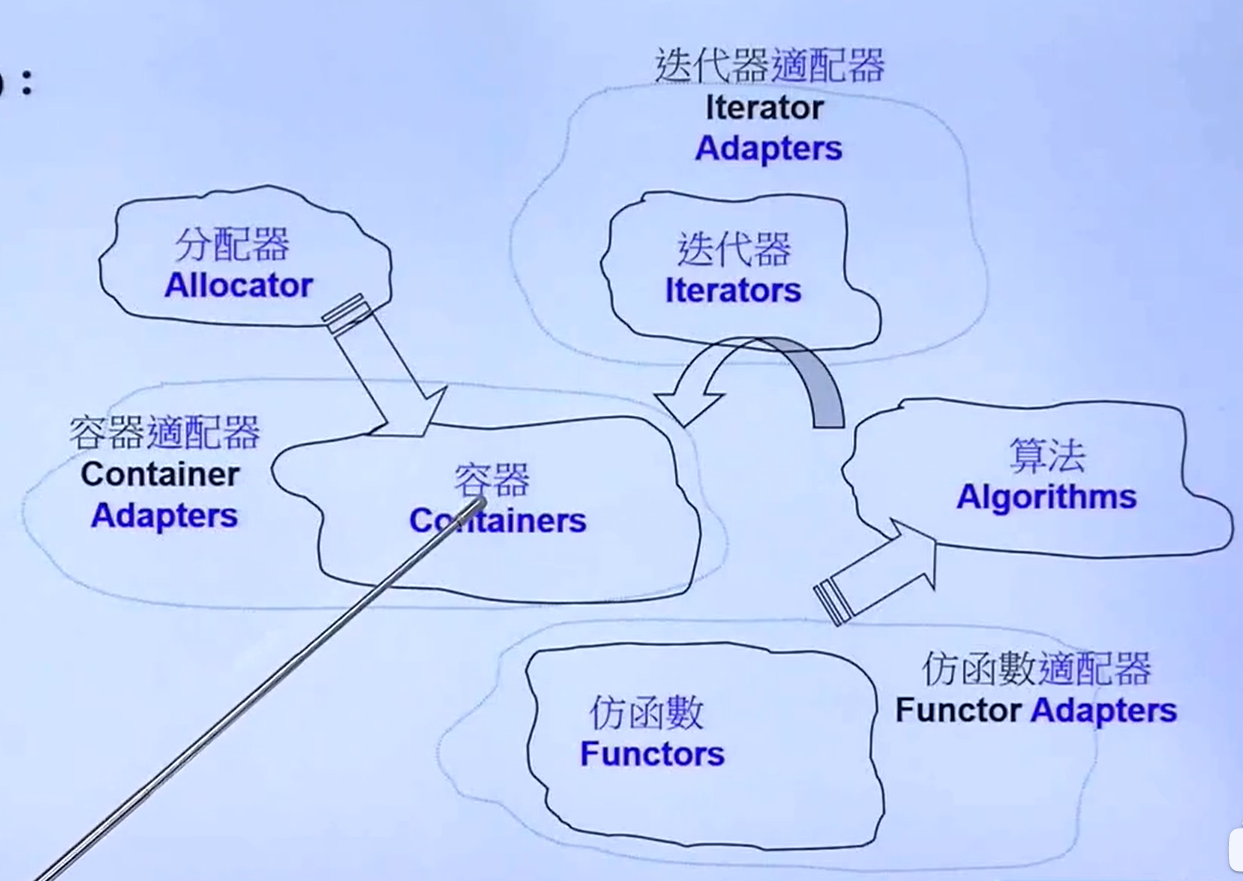 ：
迭代器適配器
Iterator
Adapters
分配器
Allocator
迭代器
Iterators
容器適配器
Container
Adapters
容器
Containers
算法
Algorithms
仿函數
Functors
仿函數適配器
Functor Adapters